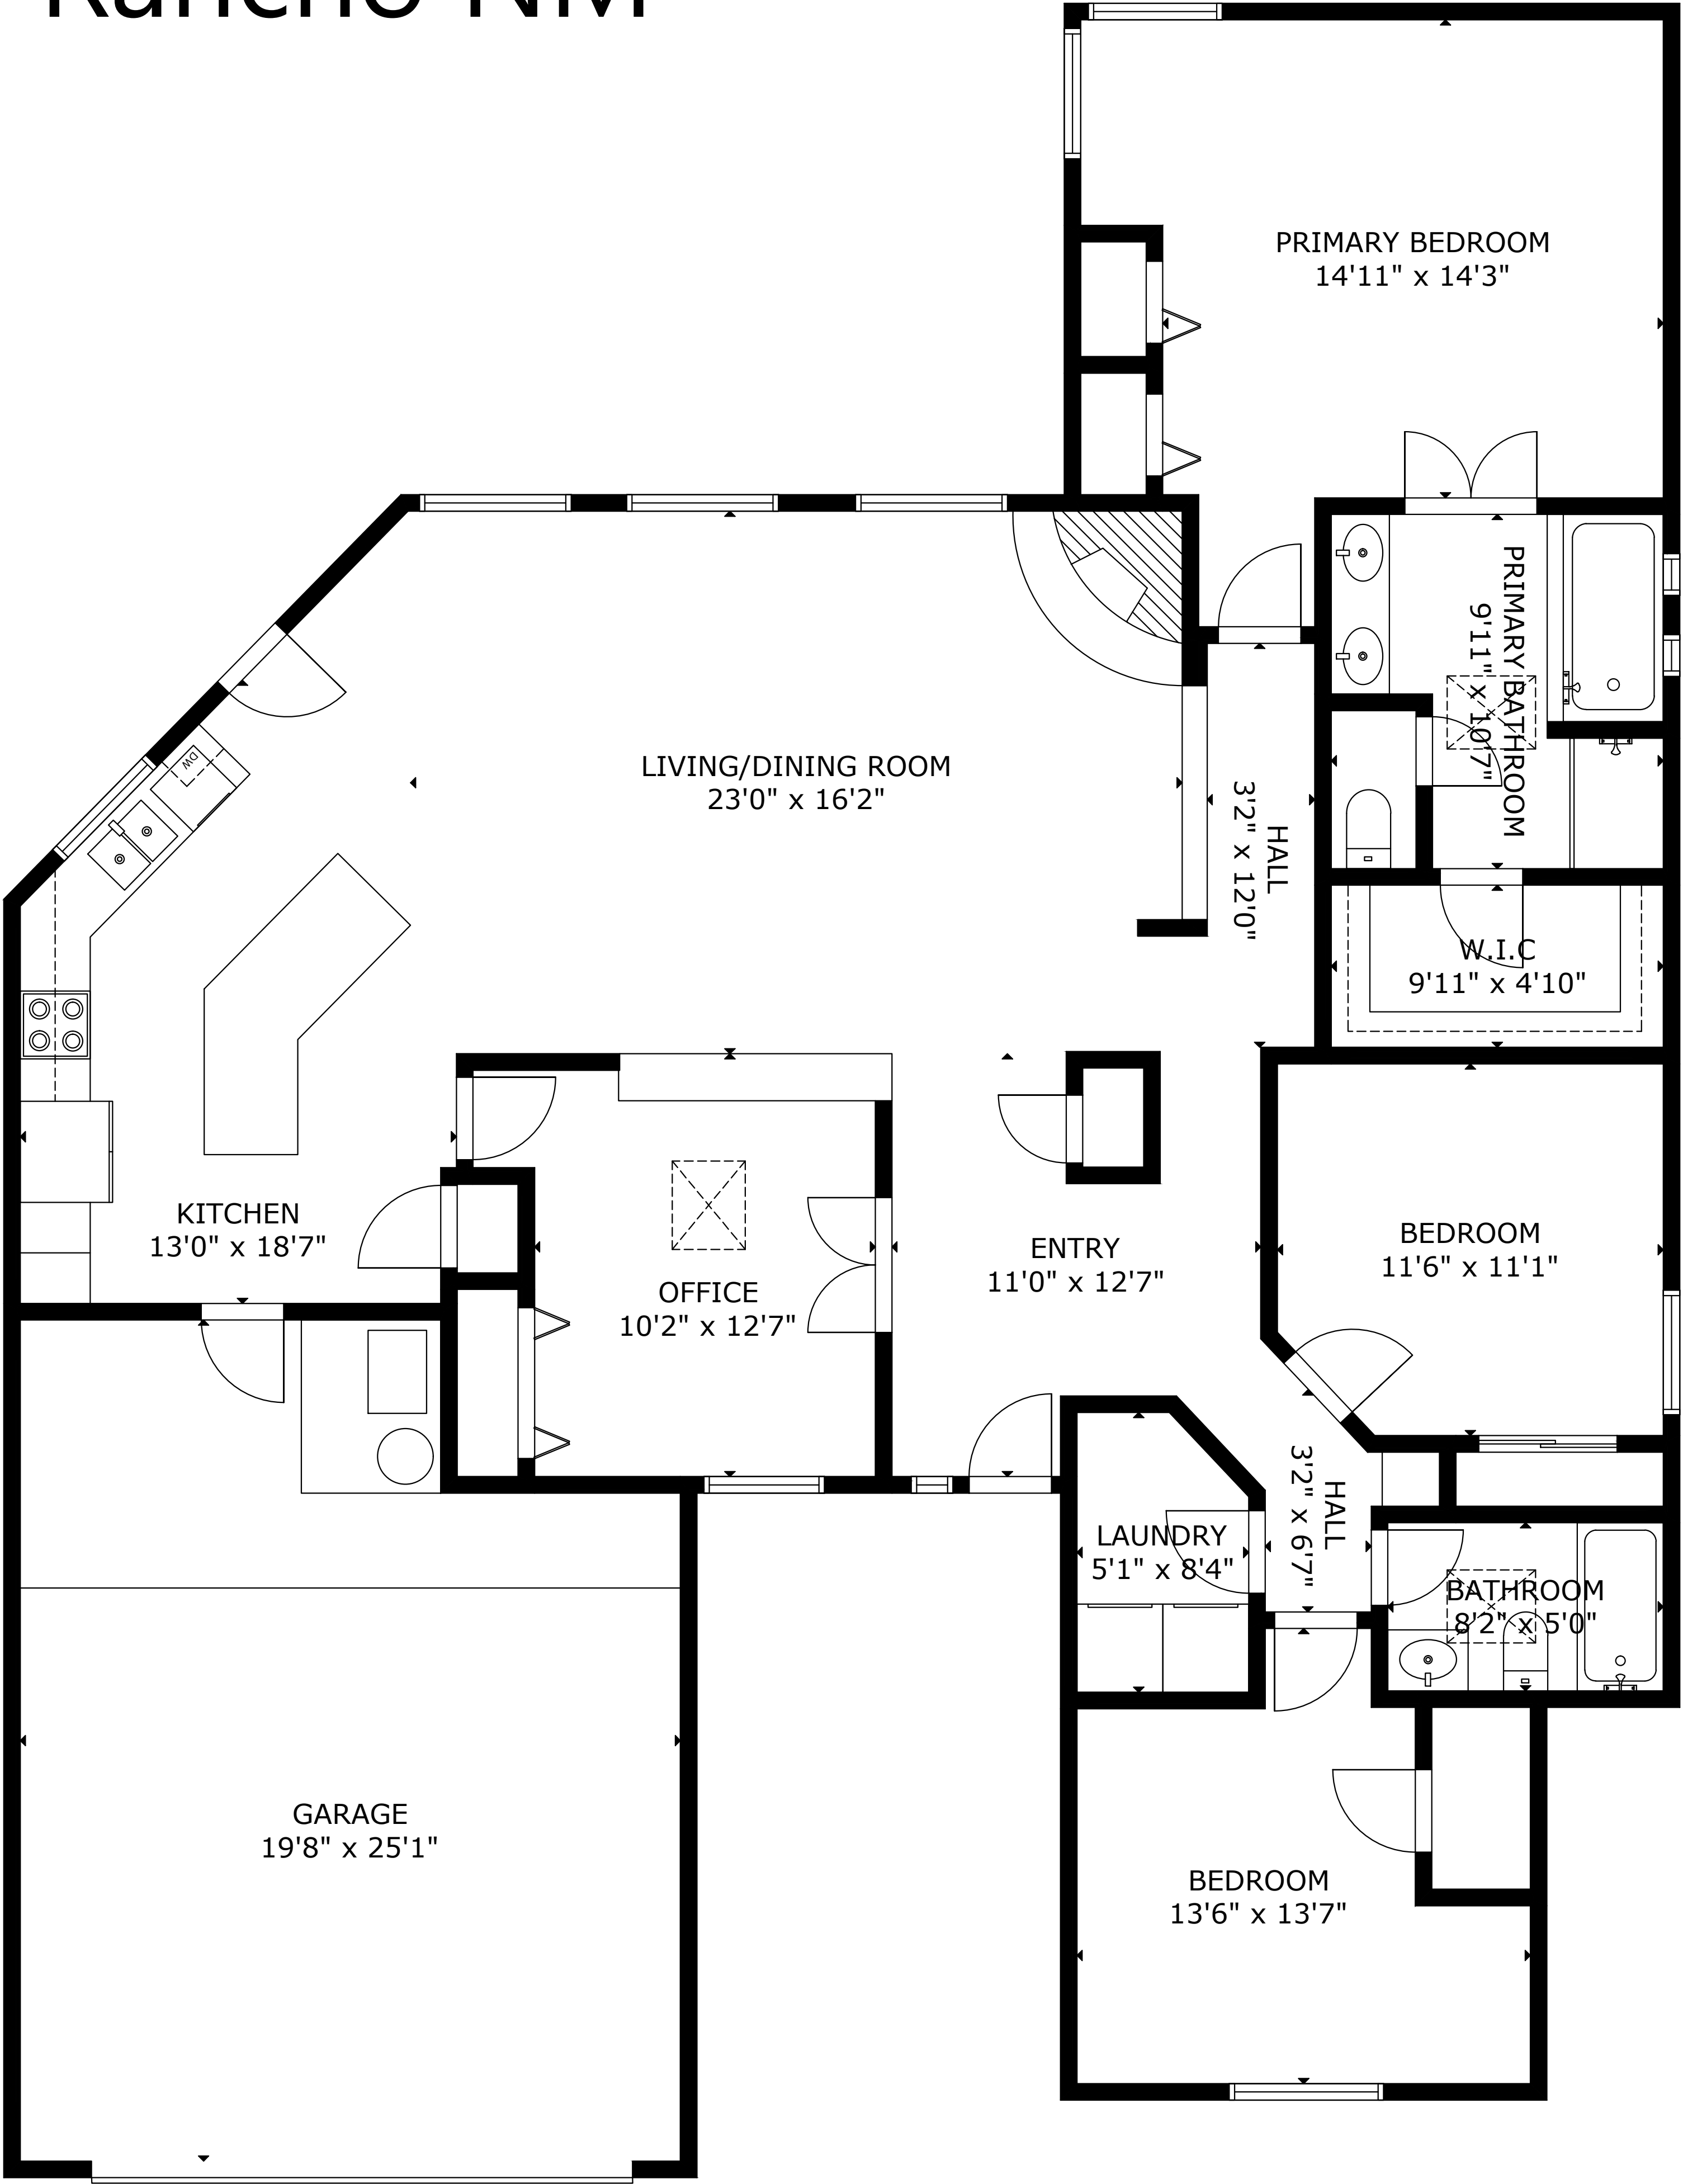 Rancho NM
PRIMARY BEDROOM
14'11" x 14'3"
PRIMARY BATHROOM
9'11" x 10'7"
LIVING/DINING ROOM
23'0" x 16'2"
DW
HALL
3'2" x 12'0"
W.I.C
9'11" x 4'10"
KITCHEN
13'0" x 18'7"
OFFICE
10'2" x 12'7"
ENTRY
11'0" x 12'7"
BEDROOM
11'6" x 11'1"
HALL
3'2" x 6'7"
LAUNDRY
5'1" x 8'4"
BATHROOM
8'2" x 5'0"
GARAGE
19'8" x 25'1"
BEDROOM
13'6" x 13'7"